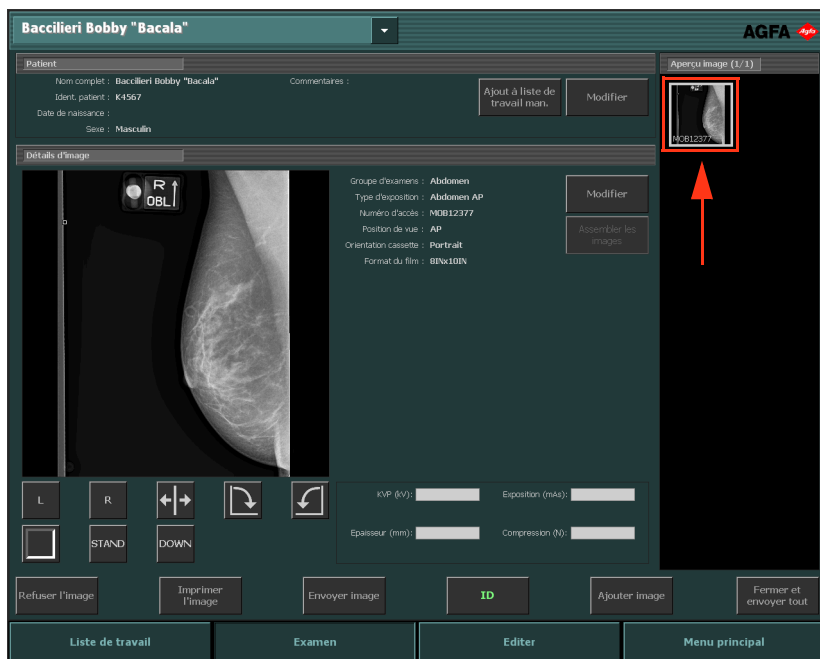 Baccilieri Bobby "Bacala"
AGFA
Agfa
Patient
Nom complet : Baccilieri Bobby "Bacala"
Commentaires :
Ident. patient : K4567
Date de naissance :
Sexe : Masculin
Ajout à liste de
travail man.
Modifier
Aperçu image (1/1)
MOB12377
Détails d'image
R
OBL
Groupe d'examens : Abdomen
Type d'exposition : Abdomen AP
Numéro d'accès : MOB12377
Position de vue : AP
Orientation cassette : Portrait
Format du film : 8INx10IN
Modifier
Assembler les
images
L
R
STAND
DOWN
KVP (kV):
Exposition (mAs):
Epaisseur (mm):
Compression (N):
Refuser l'image
Imprimer
l'image
Envoyer image
ID
Ajouter image
Fermer et
envoyer tout
Liste de travail
Examen
Editer
Menu principal